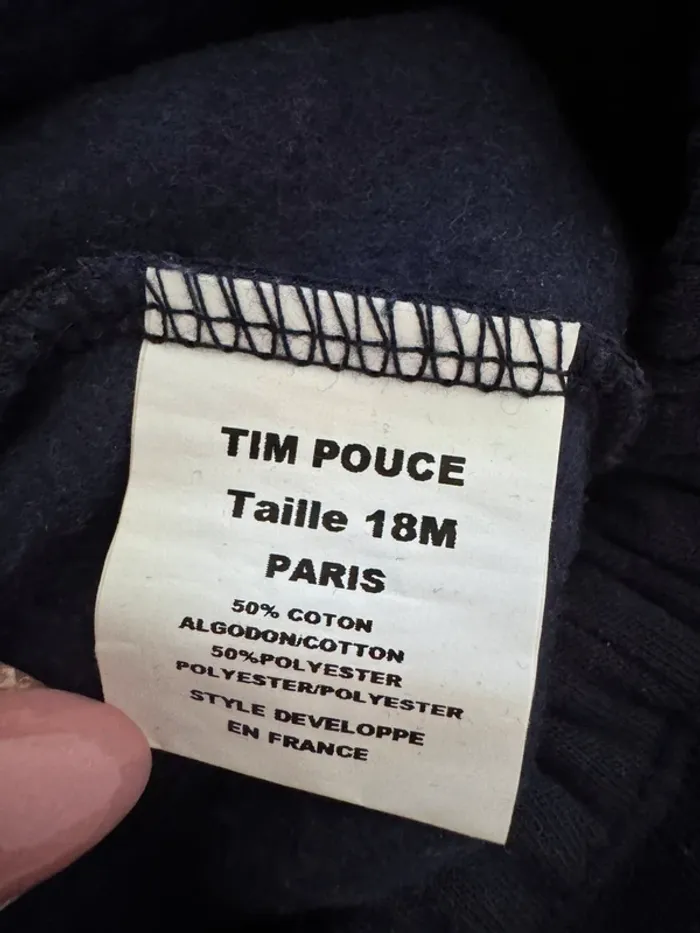 TIM POUCE
Taille 18M
PARIS
50% COTON
ALGODON/COTTON
50%POLYESTER
POLYESTER/POLYESTER
STYLE DEVELOPPE
EN FRANCE